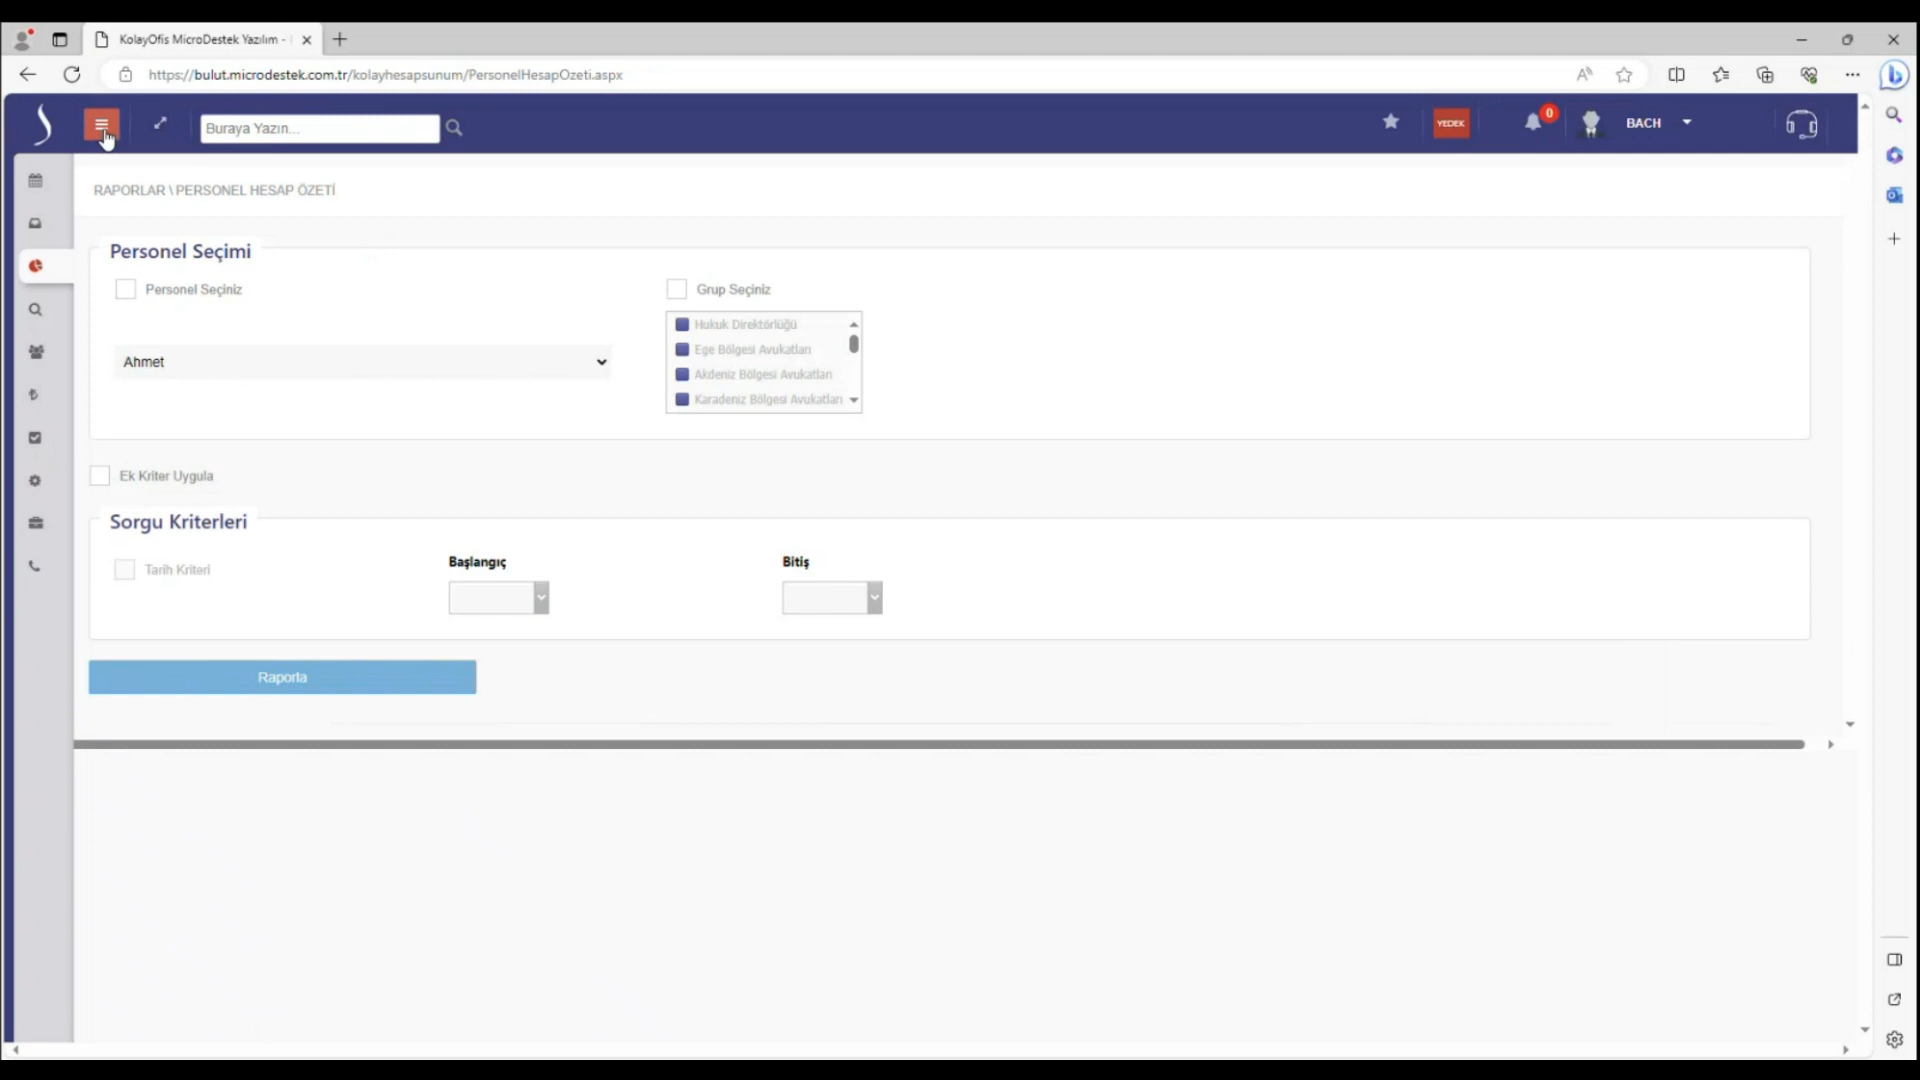 KolayOfis MicroDestek Yazılım -
https://bulut.microdestek.com.tr/kolayhesapsunum/PersonelHesapOzeti.aspx
Buraya Yazın...
YEDEK
0
BACH
RAPORLAR \ PERSONEL HESAP ÖZETİ
Personel Seçimi
Personel Seçiniz
Grup Seçiniz
Hukuk Direktörlüğü
Ege Bölgesi Avukatları
Ahmet
Akdeniz Bölgesi Avukatları
Karadeniz Bölgesi Avukatları
Ek Kriter Uygula
Sorgu Kriterleri
Tarih Kriteri
Başlangıç
Bitiş
Raporla